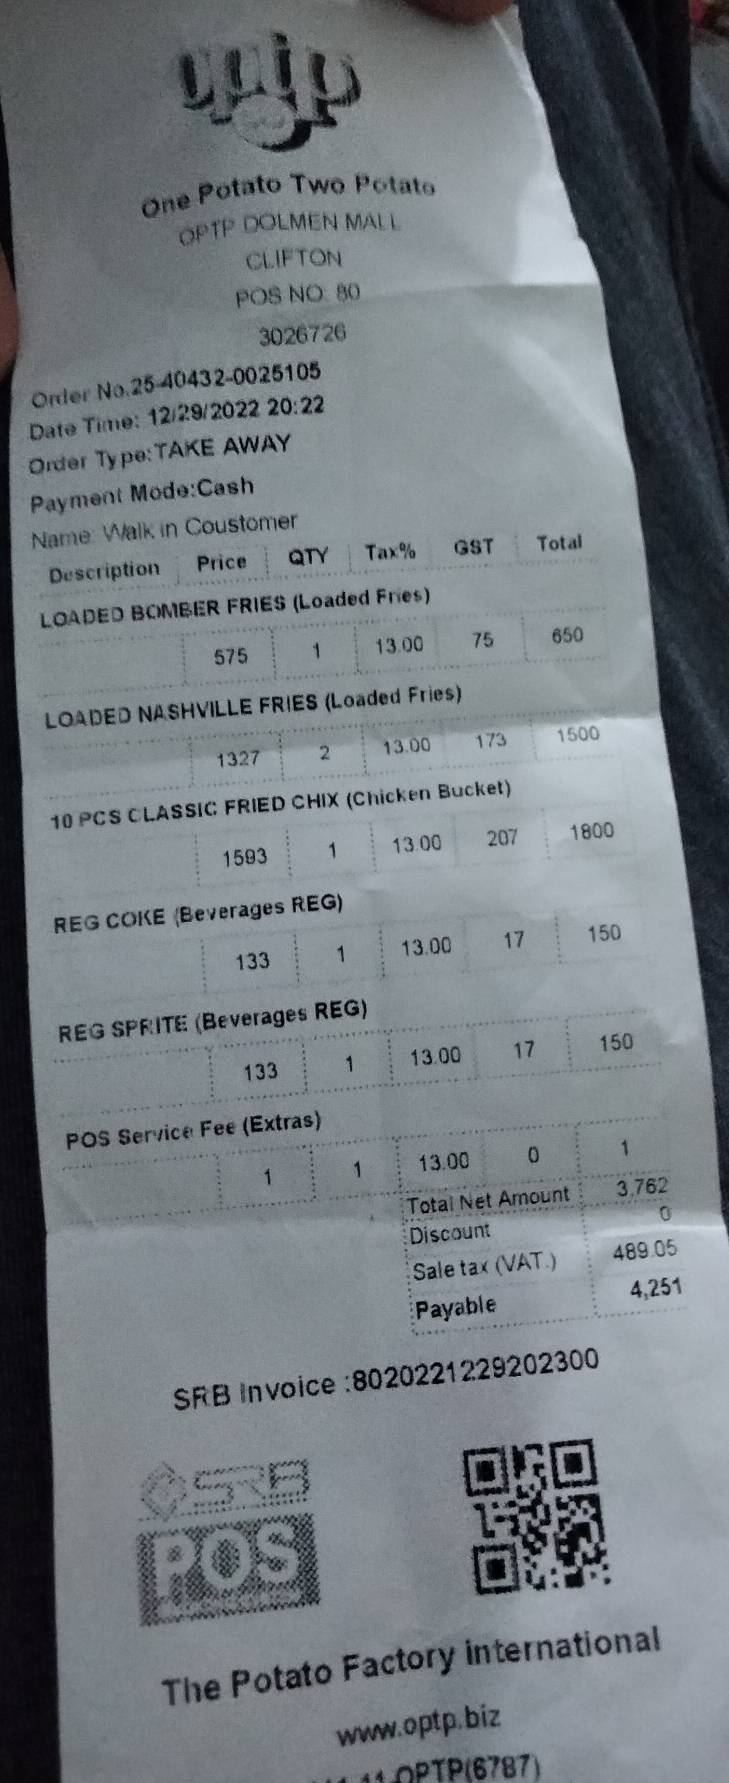 optp
One Potato Two Potato
OPTP DOLMEN MALL
CLIFTON
POS NO: 80
3026726
Order No.25-40432-0025105
Date Time: 12/29/2022 20:22
Order Type:TAKE AWAY
Payment Mode:Cash
Name: Walk in Coustomer
Description Price QTY Tax% GST Total
LOADED BOMBER FRIES (Loaded Fries)
575 1 13.00 75 650
LOADED NASHVILLE FRIES (Loaded Fries)
1327 2 13.00 173 1500
10 PCS CLASSIC FRIED CHIX (Chicken Bucket)
1593 1 13.00 207 1800
REG COKE (Beverages REG)
133 1 13.00 17 150
REG SPRITE (Beverages REG)
133 1 13.00 17 150
POS Service Fee (Extras)
1 1 13.00 0 1
Total Net Amount 3,762
Discount 0
Sale tax (VAT.) 489.05
Payable 4,251
SRB Invoice :8020221229202300
SRB
POS
The Potato Factory international
www.optp.biz
OPTP(6787)